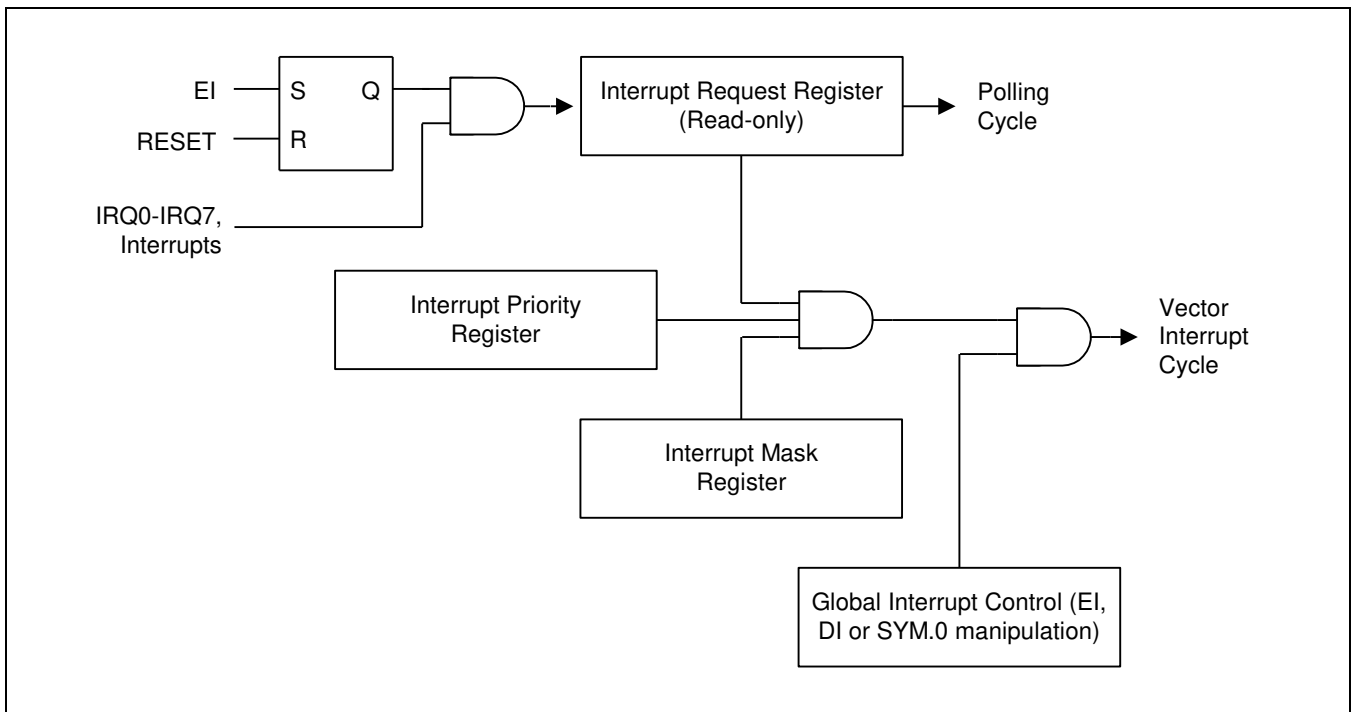 EI
S
Q
RESET
R
IRQ0-IRQ7,
Interrupts
Interrupt Request Register
(Read-only)
Polling
Cycle
Interrupt Priority
Register
Vector
Interrupt
Cycle
Interrupt Mask
Register
Global Interrupt Control (EI,
DI or SYM.0 manipulation)